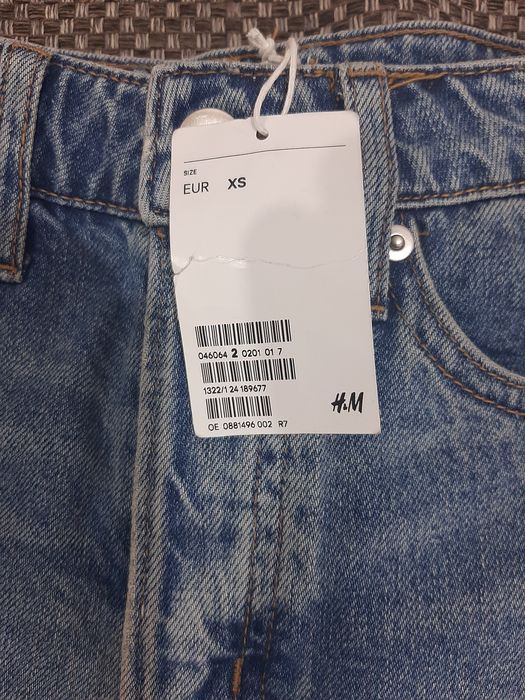 SIZE
EUR XS
046064 2 0201 01 7
1322/1 24 189677
H&M
OE 0881496 002 R7